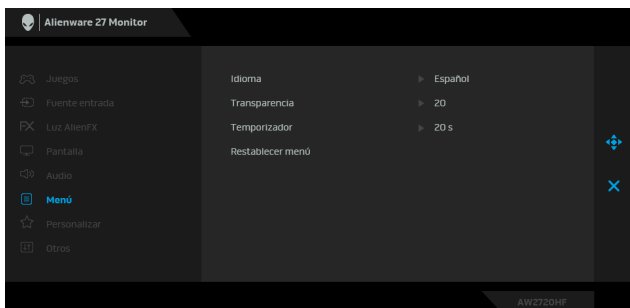 Alienware 27 Monitor
Juegos
Fuente entrada
Luz AlienFX
Pantalla
Audio
Menú
Personalizar
Otros
Idioma Español
Transparencia 20
Temporizador 20 s
Restablecer menú
AW2720HF